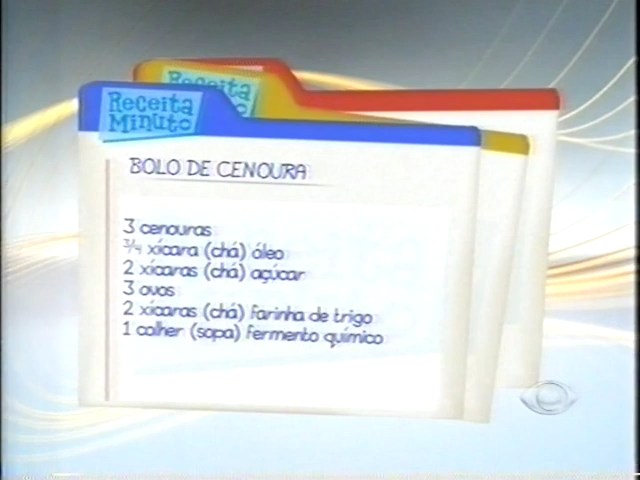 Receita
Receita
Minuto
BOLO DE CENOURA
3 cenouras
3/4 xícara (chá) óleo
2 xícaras (chá) açúcar
3 ovos
2 xícaras (chá) farinha de trigo
1 colher (sopa) fermento químico